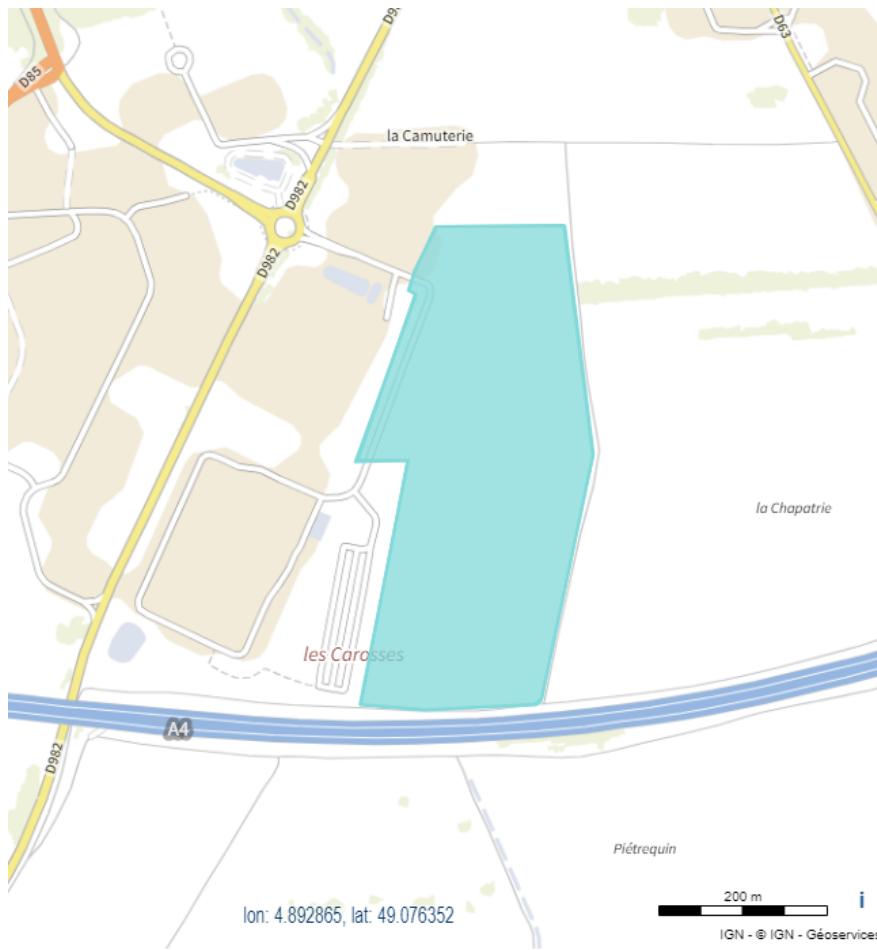 D85
D63
la Camuterie
D982
D982
la Chapatrie
les Carosses
A4
D982
Piétrequin
200 m
i
lon: 4.892865, lat: 49.076352
IGN - © IGN - Géoservices